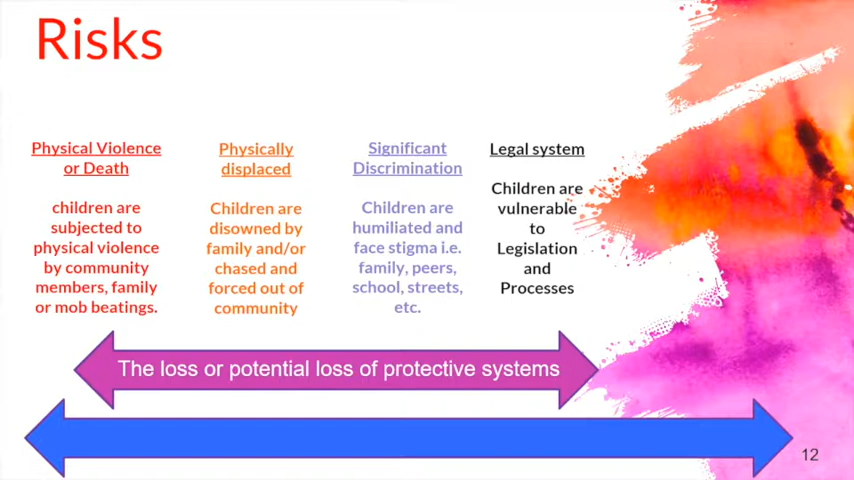 Risks
Physical Violence
or Death
children are
subjected to
physical violence
by community
members, family
or mob beatings.
Physically
displaced
Children are
disowned by
family and/or
chased and
forced out of
community
Significant
Discrimination
Children are
humiliated and
face stigma i.e.
family, peers,
school, streets,
etc.
Legal system
Children are
vulnerable
to
Legislation
and
Processes
The loss or potential loss of protective systems
12